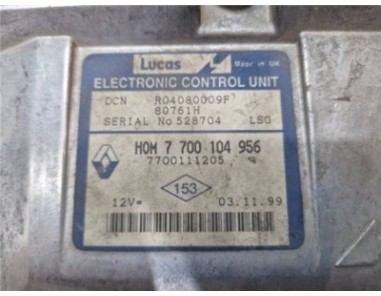 Lucas Made in UK
ELECTRONIC CONTROL UNIT
DCN R04080009F
80761H
SERIAL No 528704 LSG
HOM 7 700 104 956
7700111205
153
12V= 03.11.99